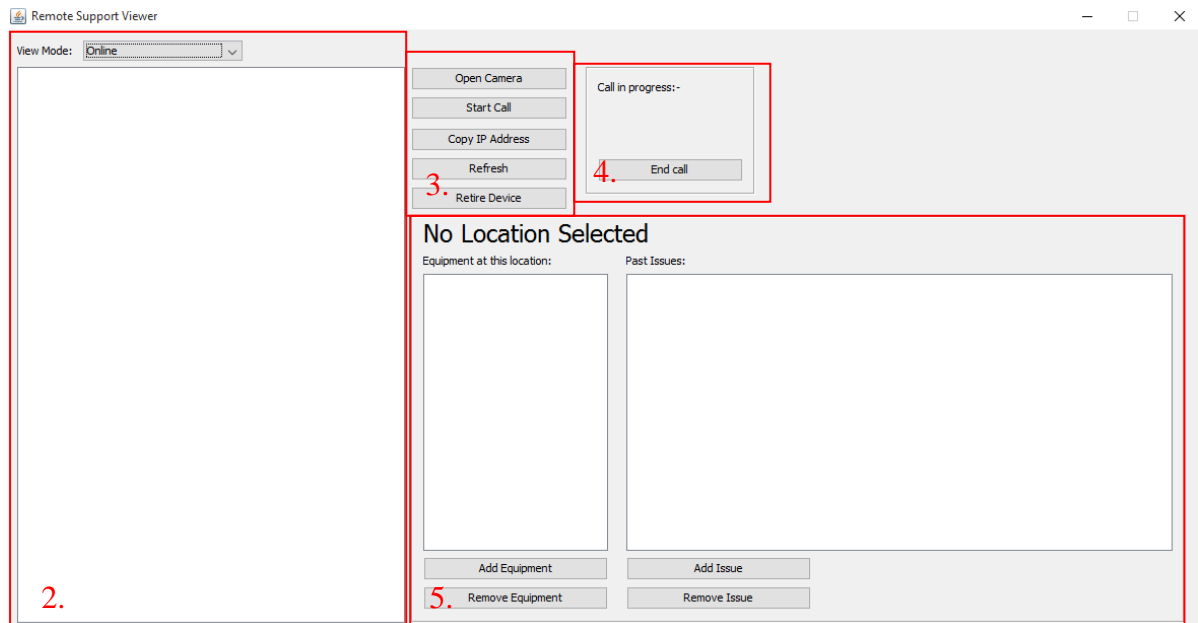 Remote Support Viewer
View Mode: Online
Open Camera
Start Call
Copy IP Address
Refresh
3.
Retire Device
Call in progress:-
4.
End call
No Location Selected
Equipment at this location:
Past Issues:
Add Equipment
Add Issue
2.
5.
Remove Equipment
Remove Issue